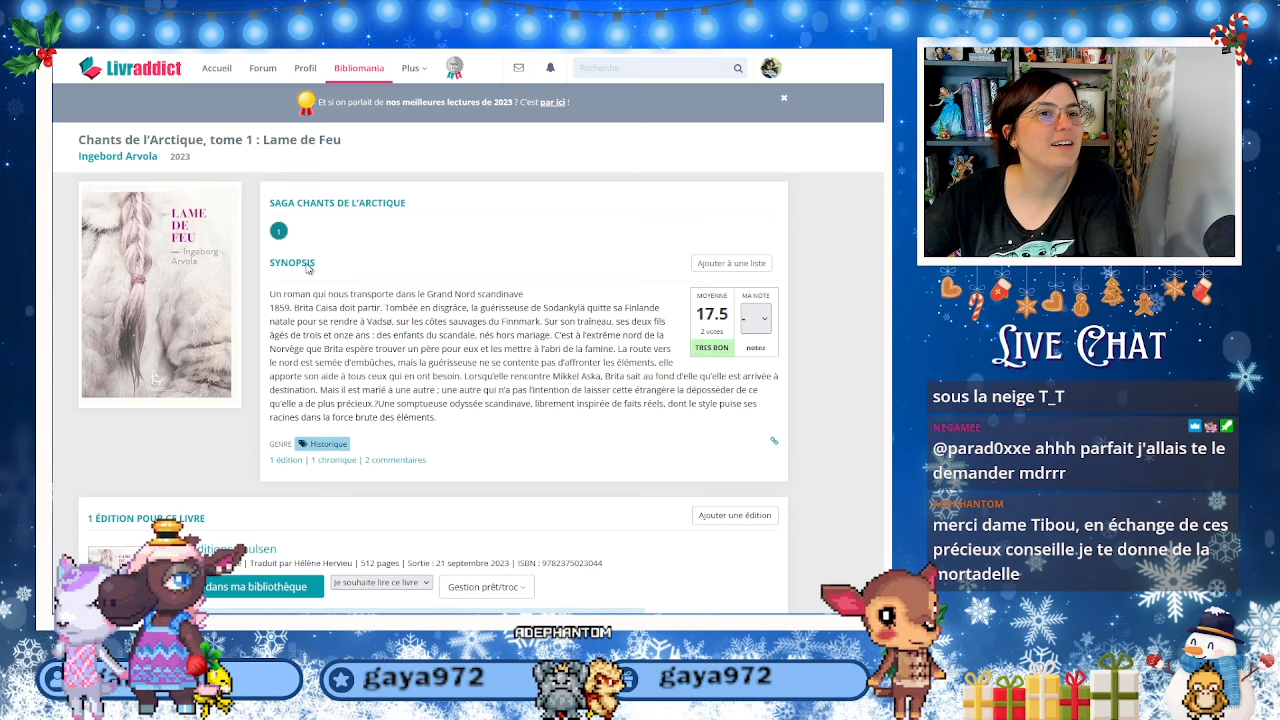 Livraddict
Accueil
Forum
Profil
Bibliomania
Plus
Recherche
Et si on parlait de nos meilleures lectures de 2023 ? C'est par ici !
Chants de l'Arctique, tome 1 : Lame de Feu
Ingebord Arvola 2023
LAME
DE
FEU
— Ingeborg
Arvola
SAGA CHANTS DE L'ARCTIQUE
1
SYNOPSIS
Ajouter à une liste
Un roman qui nous transporte dans le Grand Nord scandinave
1859. Brita Caisa doit partir. Tombée en disgrâce, la guérisseuse de Sodankylä quitte sa Finlande
natale pour se rendre à Vadsø, sur les côtes sauvages du Finnmark. Sur son traîneau, ses deux fils
âgés de trois et onze ans : des enfants du scandale, nés hors mariage. C'est à l'extrême nord de la
Norvège que Brita espère trouver un père pour eux et les mettre à l'abri de la famine. La route vers
le nord est semée d'embûches, mais la guérisseuse ne se contente pas d'affronter les éléments, elle
apporte son aide à tous ceux qui en ont besoin. Lorsqu'elle rencontre Mikkel Aska, Brita sait au fond d'elle qu'elle est arrivée à
destination. Mais il est marié à une autre ; une autre qui n'a pas l'intention de laisser cette étrangère la déposséder de ce
qu'elle a de plus précieux.?Une somptueuse odyssée scandinave, librement inspirée de faits réels, dont le style puise ses
racines dans la force brute des éléments.
MOYENNE
17.5
2 votes
TRES BON
MA NOTE
-
notez
GENRE Historique
1 édition | 1 chronique | 2 commentaires
1 ÉDITION POUR CE LIVRE
Ajouter une édition
| Traduit par Hélène Hervieu | 512 pages | Sortie : 21 septembre 2023 | ISBN : 9782375023044
dans ma bibliothèque
Je souhaite lire ce livre
Gestion prêt/troc
LIVE CHAT
sous la neige T_T
NEGAMEE
@parad0xxe ahhh parfait j'allais te le
demander mdrrr
merci dame Tibou, en échange de ces
précieux conseille je te donne de la
mortadelle
ADEPHANTOM
gaya972
gaya972